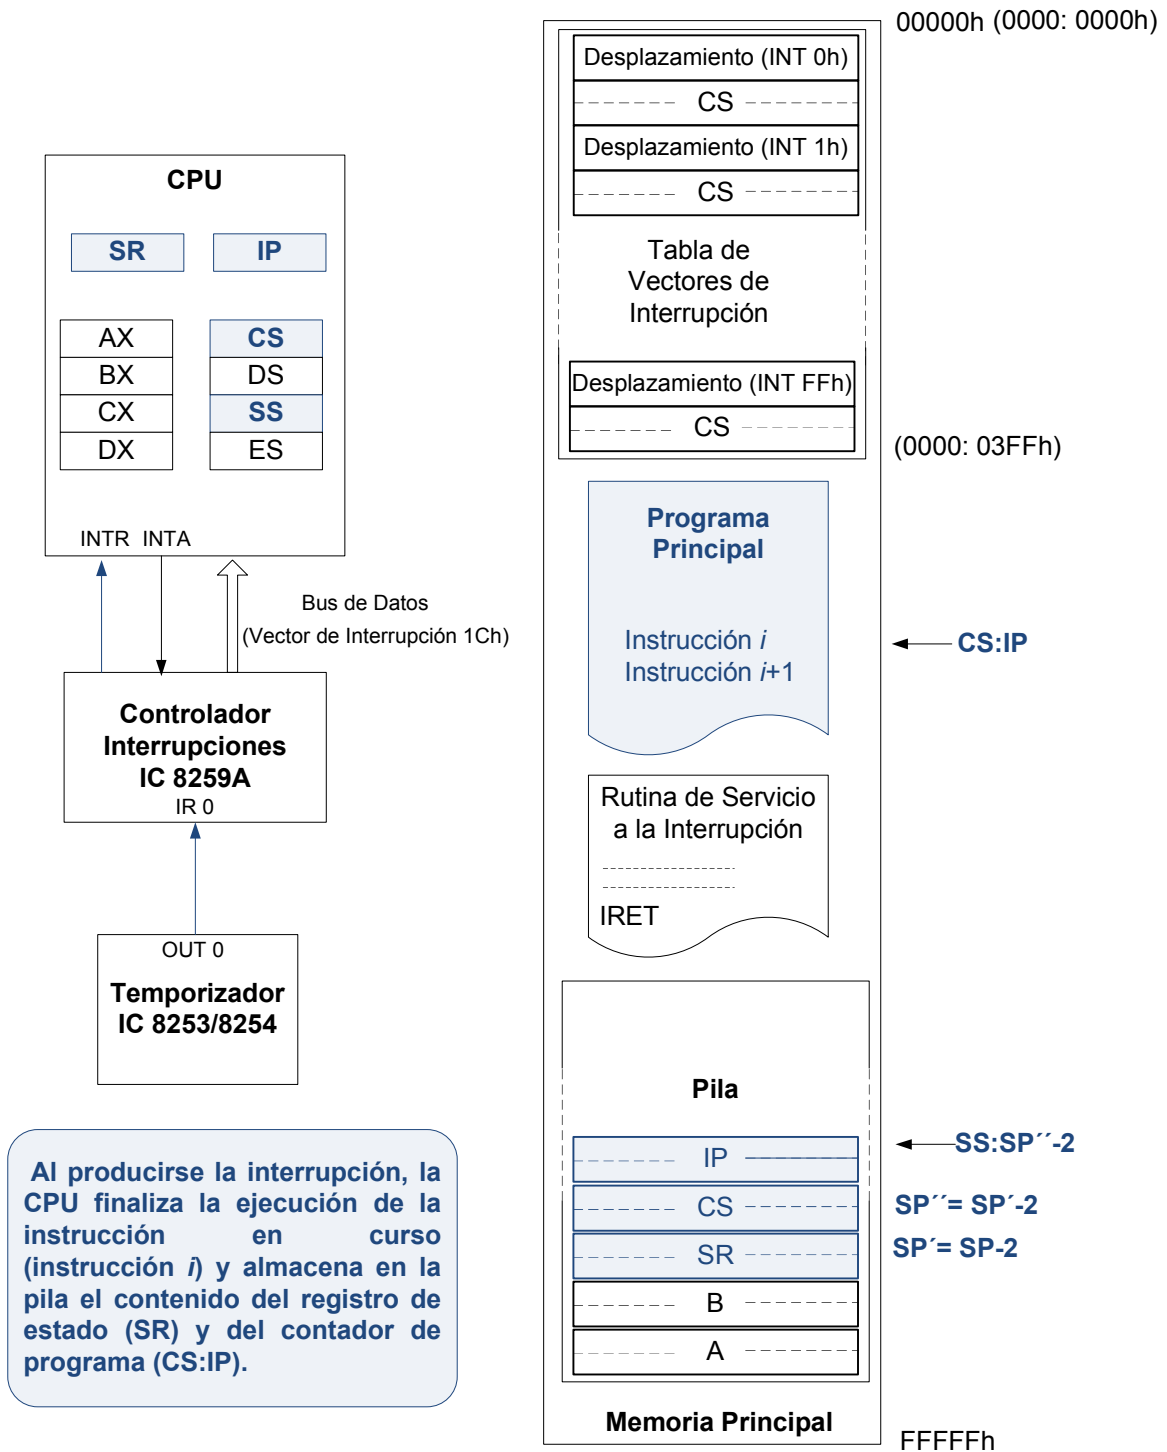 00000h (0000: 0000h)
Desplazamiento (INT 0h)
CS
Desplazamiento (INT 1h)
CS
Tabla de
Vectores de
Interrupción
Desplazamiento (INT FFh)
CS
(0000: 03FFh)
CPU
SR
IP
AX
CS
BX
DS
CX
SS
DX
ES
INTR
INTA
Bus de Datos
(Vector de Interrupción 1Ch)
Controlador
Interrupciones
IC 8259A
IR 0
OUT 0
Temporizador
IC 8253/8254
Programa
Principal
Instrucción i
Instrucción i+1
CS:IP
Rutina de Servicio
a la Interrupción
IRET
Pila
IP
SS:SP´´-2
CS
SP´´= SP´-2
SR
SP´= SP-2
B
A
Memoria Principal
FFFFFh
Al producirse la interrupción, la
CPU finaliza la ejecución de la
instrucción en curso
(instrucción i) y almacena en la
pila el contenido del registro de
estado (SR) y del contador de
programa (CS:IP).